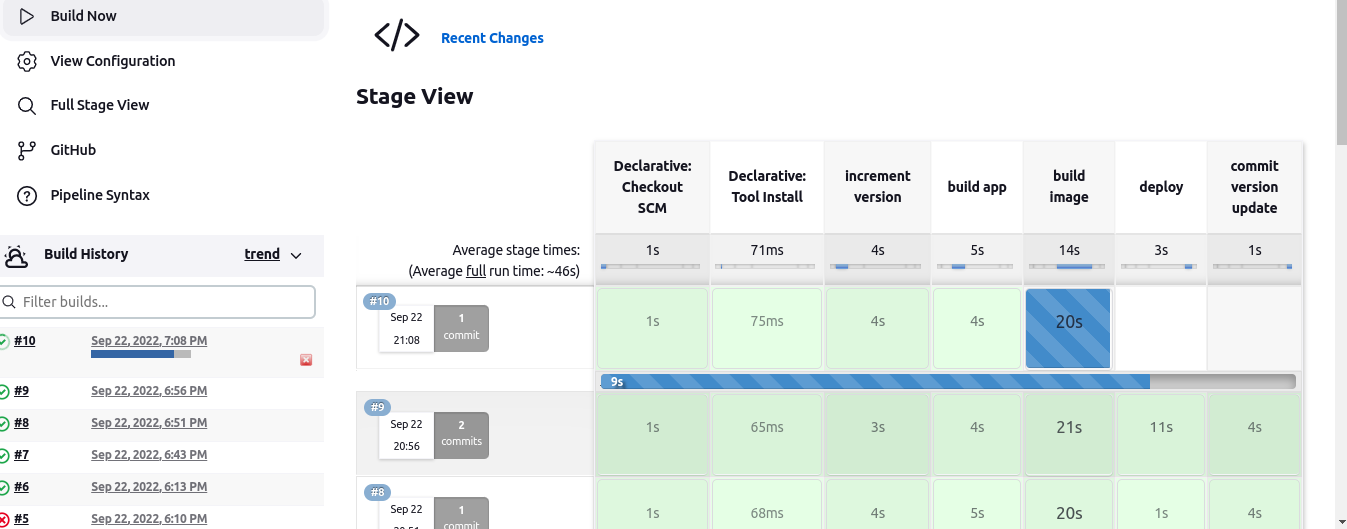 Build Now
View Configuration
Full Stage View
GitHub
Pipeline Syntax
Build History
trend
Filter builds...
#10
Sep 22, 2022, 7:08 PM
#9
Sep 22, 2022, 6:56 PM
#8
Sep 22, 2022, 6:51 PM
#7
Sep 22, 2022, 6:43 PM
#6
Sep 22, 2022, 6:13 PM
#5
Sep 22, 2022, 6:10 PM
</> Recent Changes
Stage View
Declarative:
Checkout
SCM
Declarative:
Tool Install
increment
version
build app
build
image
deploy
commit
version
update
Average stage times:
(Average full run time: ~46s)
1s
71ms
4s
5s
14s
3s
1s
#10
Sep 22
21:08
1
commit
1s
75ms
4s
4s
20s
9s
#9
Sep 22
20:56
2
commits
1s
65ms
3s
4s
21s
11s
4s
#8
Sep 22
20:51
1
commit
1s
68ms
4s
5s
20s
1s
4s